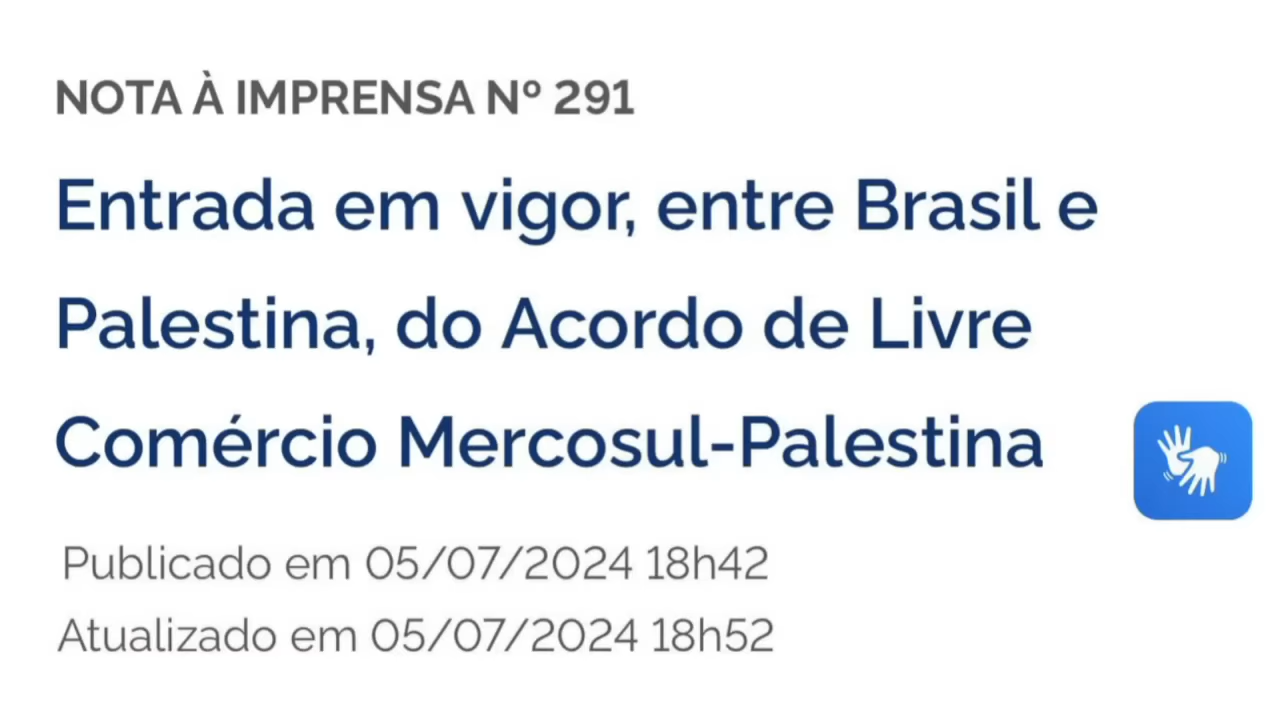 NOTA À IMPRENSA Nº 291
Entrada em vigor, entre Brasil e
Palestina, do Acordo de Livre
Comércio Mercosul-Palestina
Publicado em 05/07/2024 18h42
Atualizado em 05/07/2024 18h52